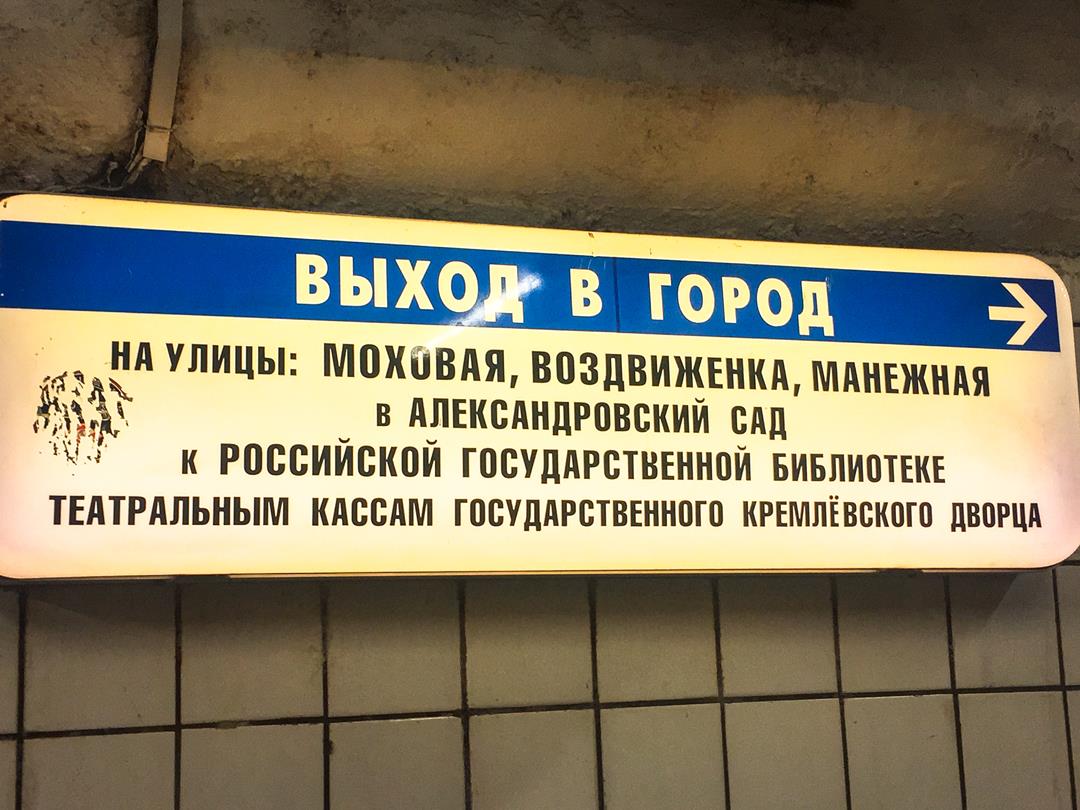 ВЫХОД В ГОРОД →
НА УЛИЦЫ: МОХОВАЯ, ВОЗДВИЖЕНКА, МАНЕЖНАЯ
в АЛЕКСАНДРОВСКИЙ САД
к РОССИЙСКОЙ ГОСУДАРСТВЕННОЙ БИБЛИОТЕКЕ
ТЕАТРАЛЬНЫМ КАССАМ ГОСУДАРСТВЕННОГО КРЕМЛЁВСКОГО ДВОРЦА